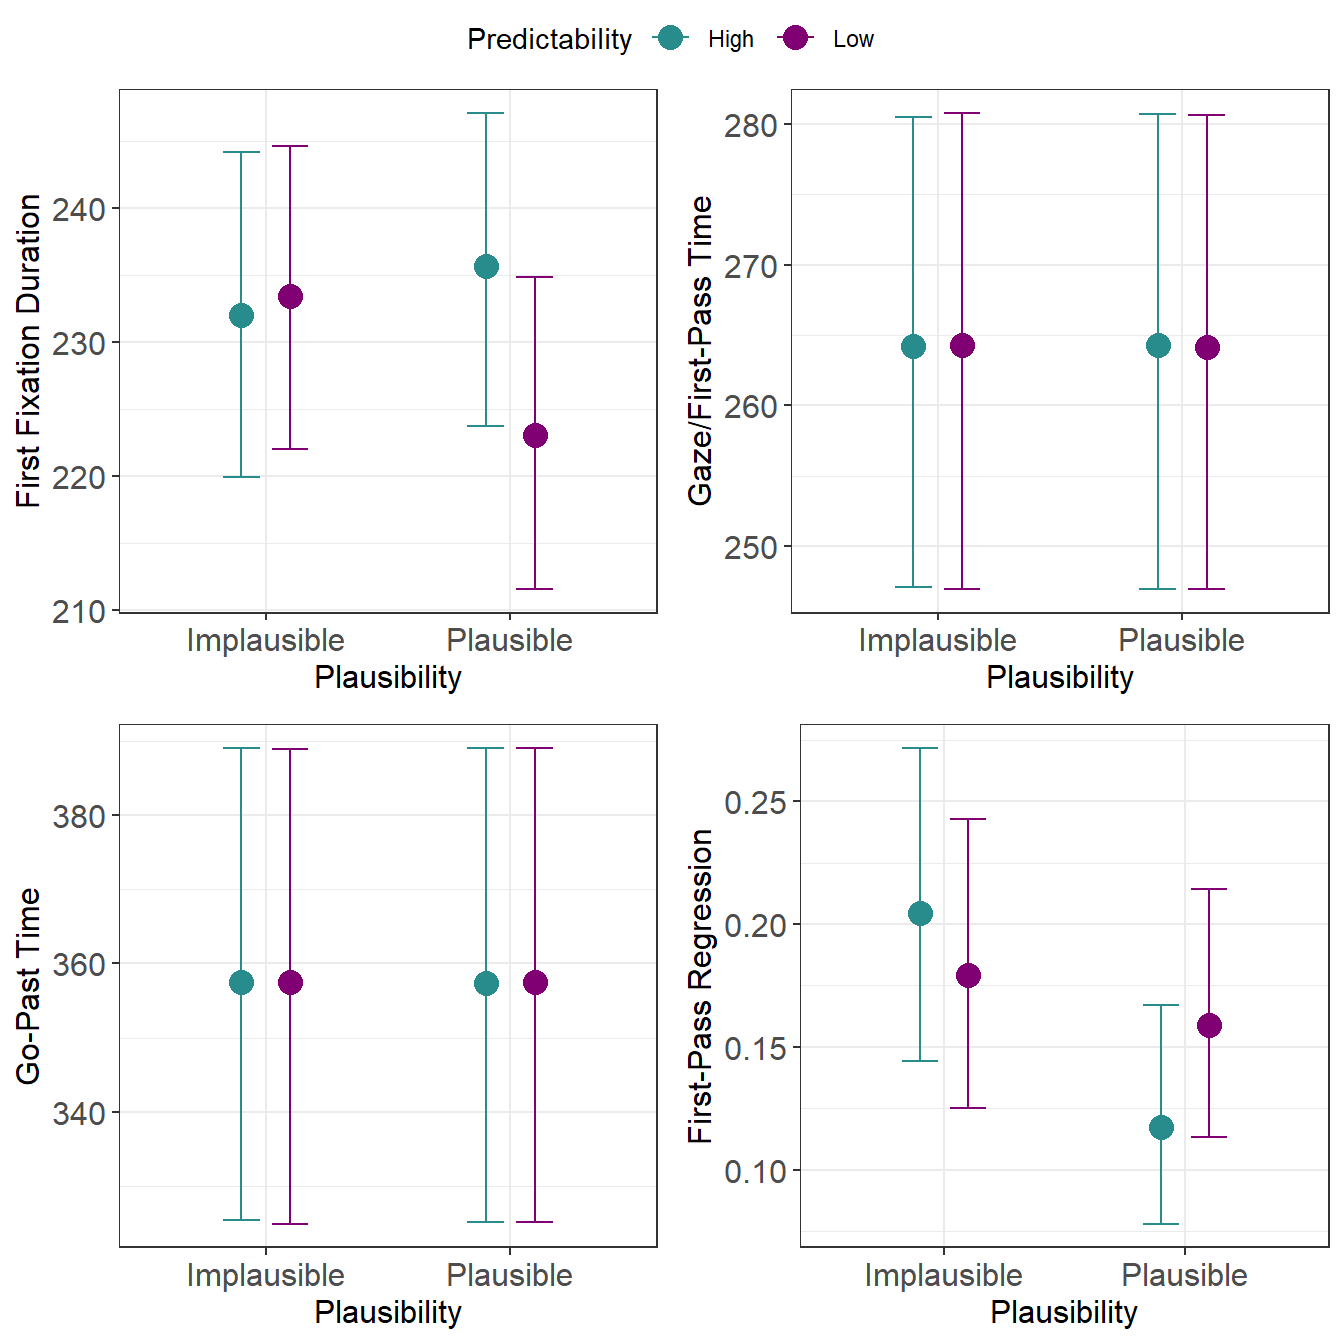 Predictability High Low
First Fixation Duration
240
230
220
210
Implausible Plausible
Plausibility
Gaze/First-Pass Time
280
270
260
250
Implausible Plausible
Plausibility
Go-Past Time
380
360
340
Implausible Plausible
Plausibility
First-Pass Regression
0.25
0.20
0.15
0.10
Implausible Plausible
Plausibility